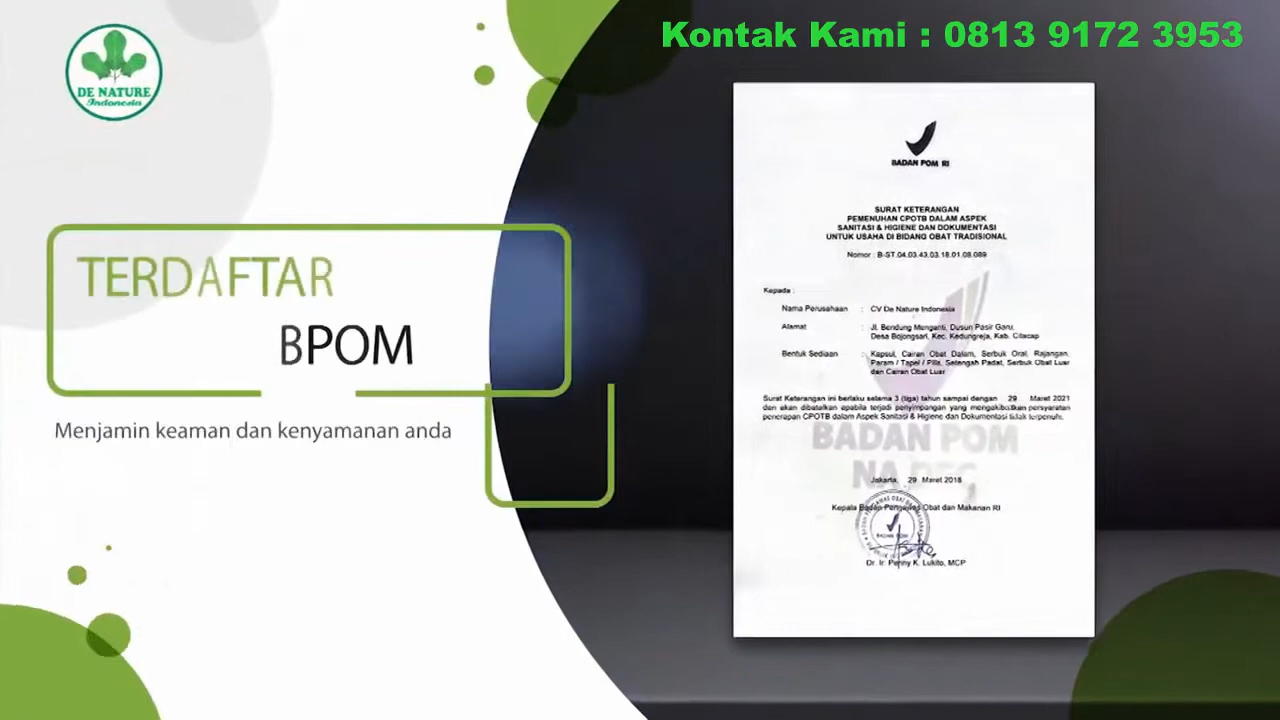 Kontak Kami : 0813 9172 3953
DE NATURE
Indonesia
TERDAFTAR
BPOM
Menjamin keaman dan kenyamanan anda
BADAN POM RI
SURAT KETERANGAN
PEMENUHAN CPOTB DALAM ASPEK
SANITASI & HIGIENE DAN DOKUMENTASI
UNTUK USAHA DI BIDANG OBAT TRADISIONAL
Nomor : B-ST.04.03.43.03.18.01.08.089
Kepada :
Nama Perusahaan : CV De Nature Indonesia
Alamat : Jl. Bendung Menganti, Dusun Pasir Garu,
Desa Bojongsari, Kec. Kedungreja, Kab. Cilacap
Bentuk Sediaan : Kapsul, Cairan Obat Dalam, Serbuk Oral, Rajangan,
Param / Tapel / Pilis, Setengah Padat, Serbuk Obat Luar
dan Cairan Obat Luar
Surat Keterangan ini berlaku selama 3 (tiga) tahun sampai dengan 29 Maret 2021
dan akan dibatalkan apabila terjadi penyimpangan yang mengakibatkan persyaratan
penerapan CPOTB dalam Aspek Sanitasi & Higiene dan Dokumentasi tidak terpenuhi.
BADAN POM
Jakarta, 29 Maret 2018
Kepala Badan Pengawas Obat dan Makanan RI
BADAN POM
Dr. Ir. Penny K. Lukito, MCP